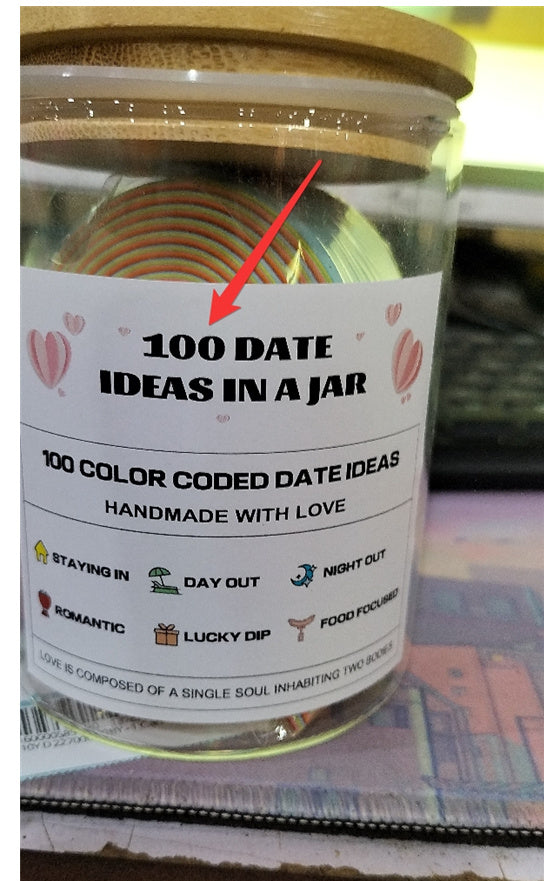 100 DATE
IDEAS IN A JAR
100 COLOR CODED DATE IDEAS
HANDMADE WITH LOVE
STAYING IN
DAY OUT
NIGHT OUT
ROMANTIC
LUCKY DIP
FOOD FOCUSED
LOVE IS COMPOSED OF A SINGLE SOUL INHABITING TWO BODIES